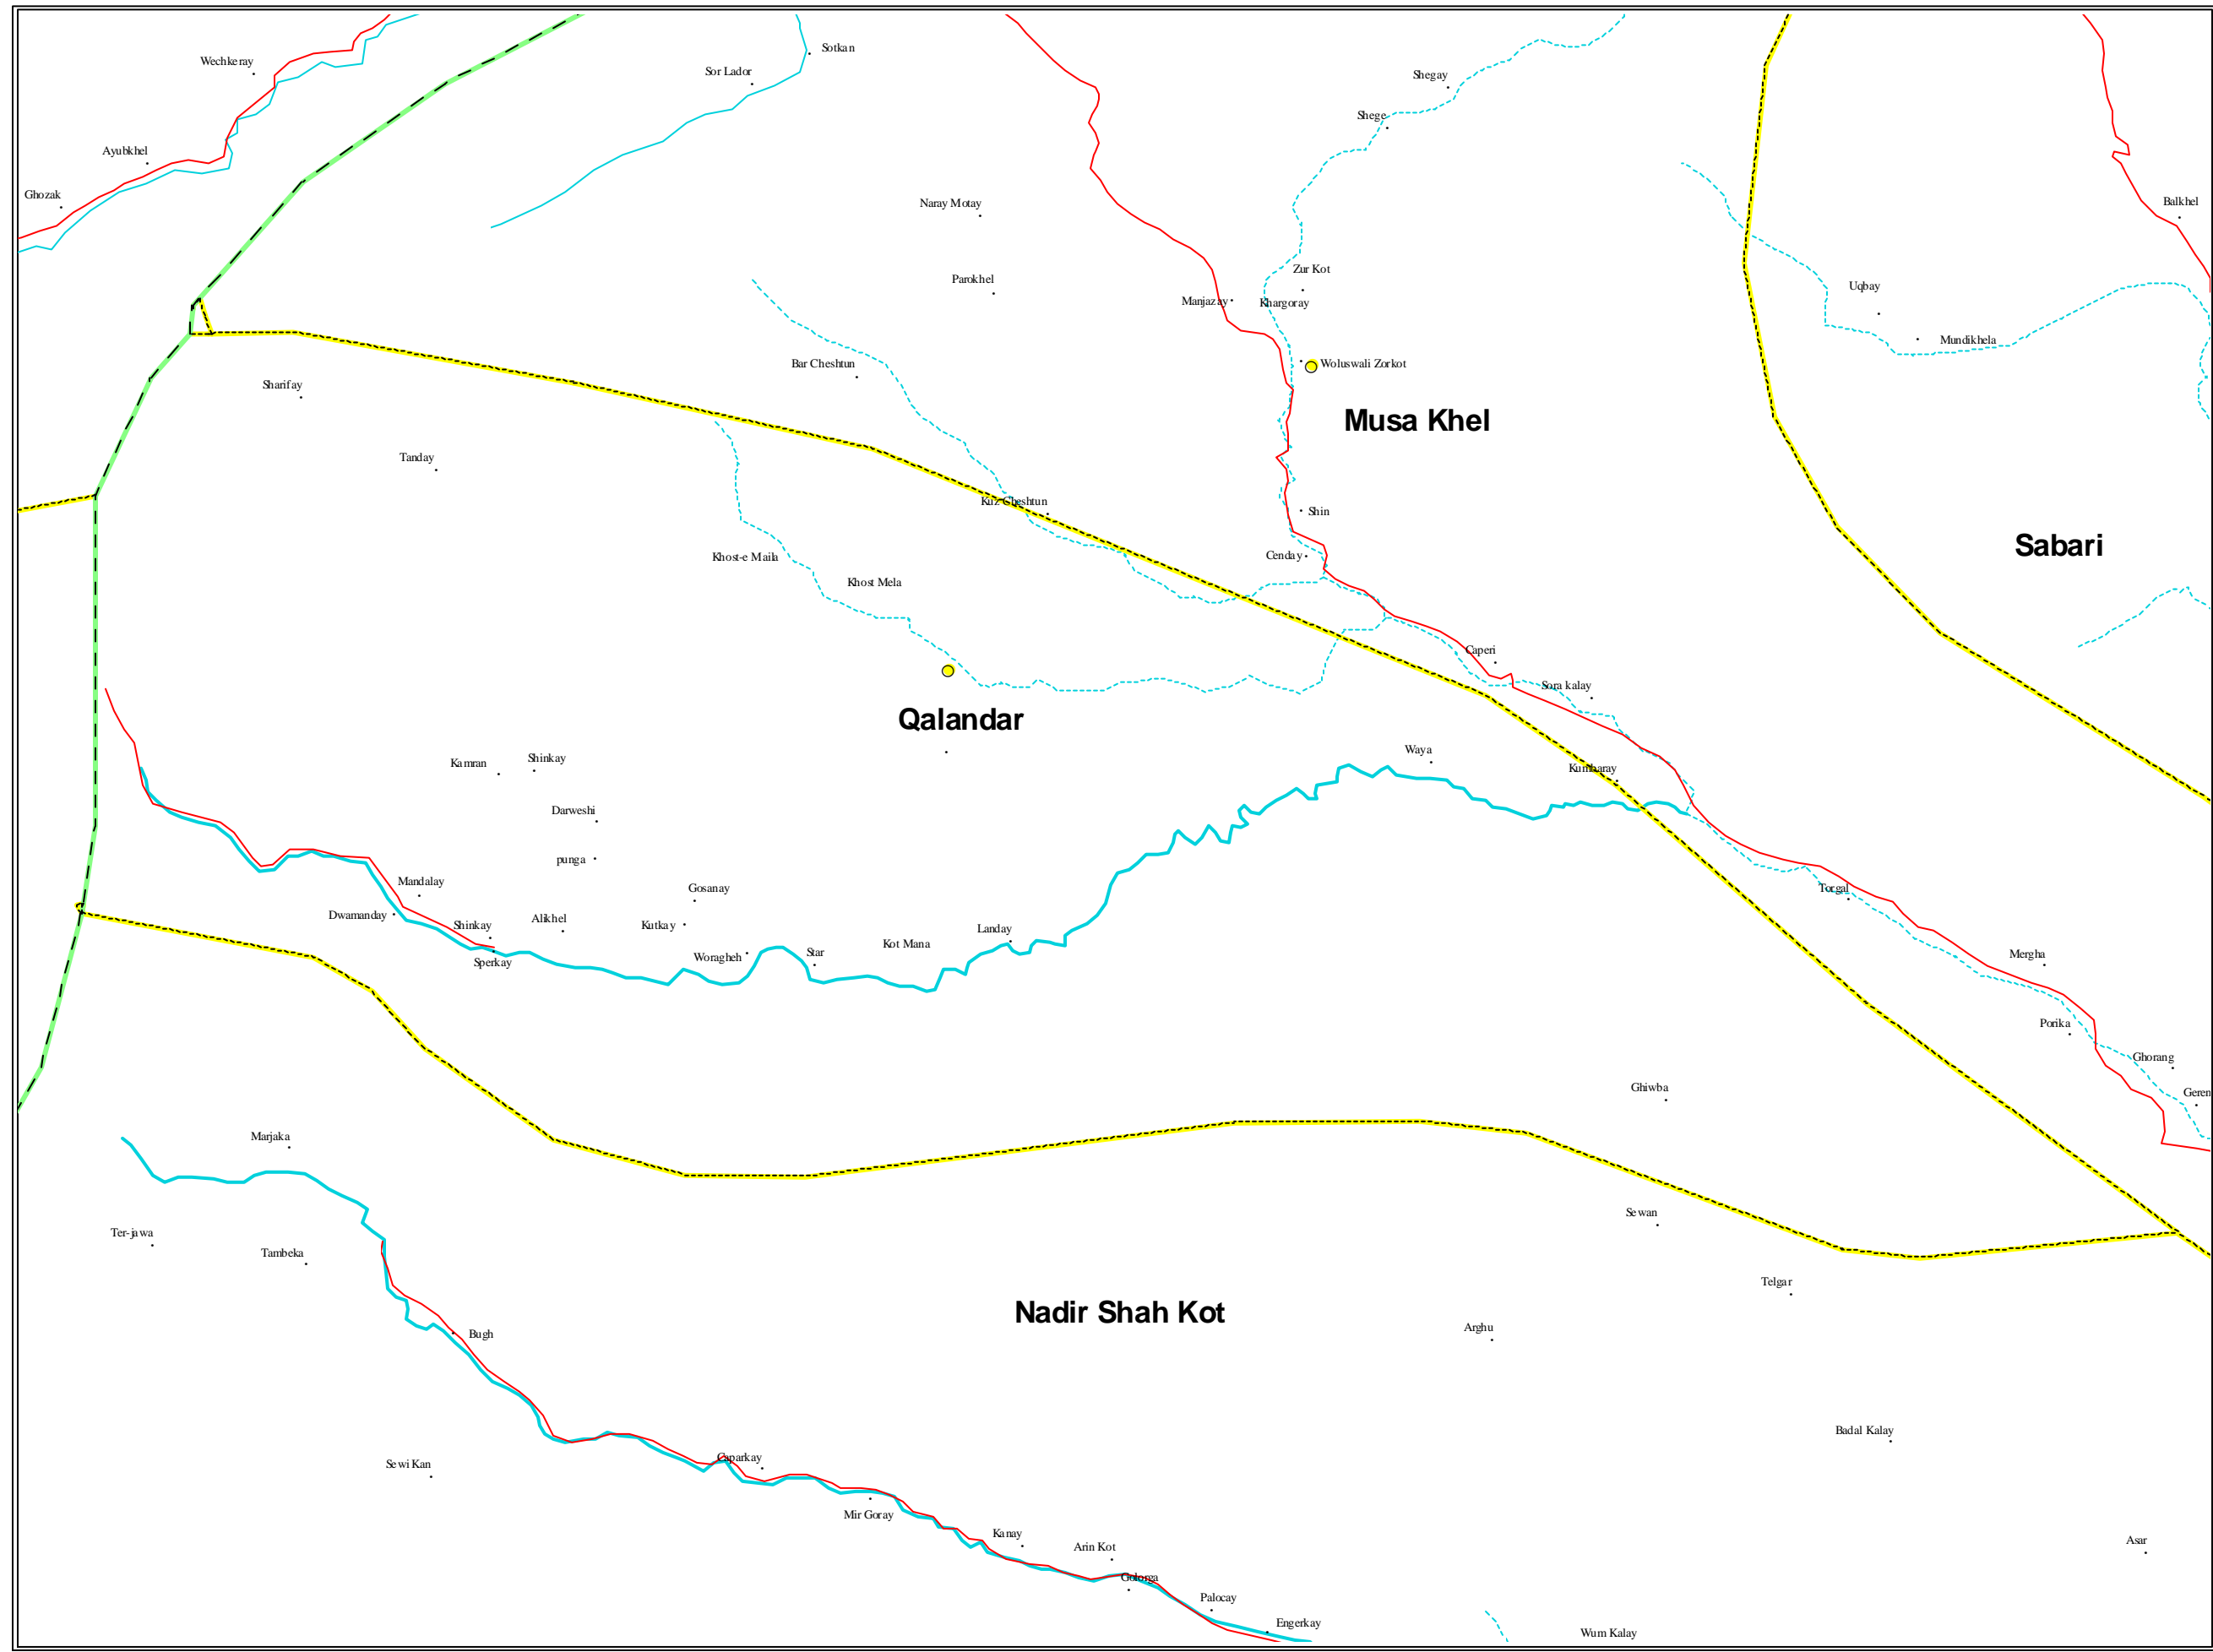 Sotkan
Wechkeray
Sor Lador
Shegay
Shege
Ayubkhel
Ghozak
Naray Motay
Balkhel
Zur Kot
Parokhel
Uqbay
Manjazay
Khargoray
Mundikhela
Bar Cheshtun
Woluswali Zorkot
Sharifay
Musa Khel
Tanday
Kuz Cheshtun
Shin
Sabari
Khost-e Maila
Cenday
Khost Mela
Caperi
Sora kalay
Qalandar
Waya
Shinkay
Kamran
Kumbaray
Darweshi
punga
Mandalay
Gosanay
Torgal
Dwamanday
Alikhel
Shinkay
Kutkay
Landay
Kot Mana
Star
Mergha
Woragheh
Sperkay
Porika
Ghorang
Ghiwba
Geren
Marjaka
Sewan
Ter-jawa
Tambeka
Telgar
Nadir Shah Kot
Arghu
Bugh
Badal Kalay
Caparkay
Sewi Kan
Mir Goray
Kanay
Asar
Arin Kot
Golorga
Palocay
Engerkay
Wum Kalay